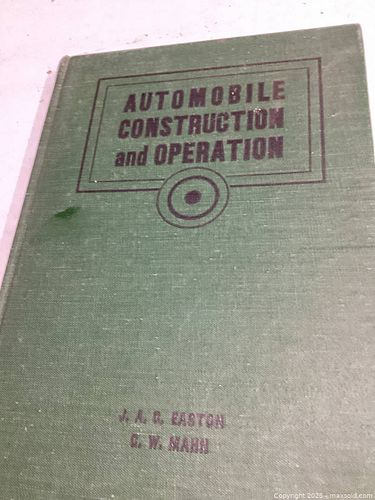 AUTOMOBILE
CONSTRUCTION
and OPERATION
J. A. G. EASTON
G. W. MAHN
Copyright 2025 - maxsold.com